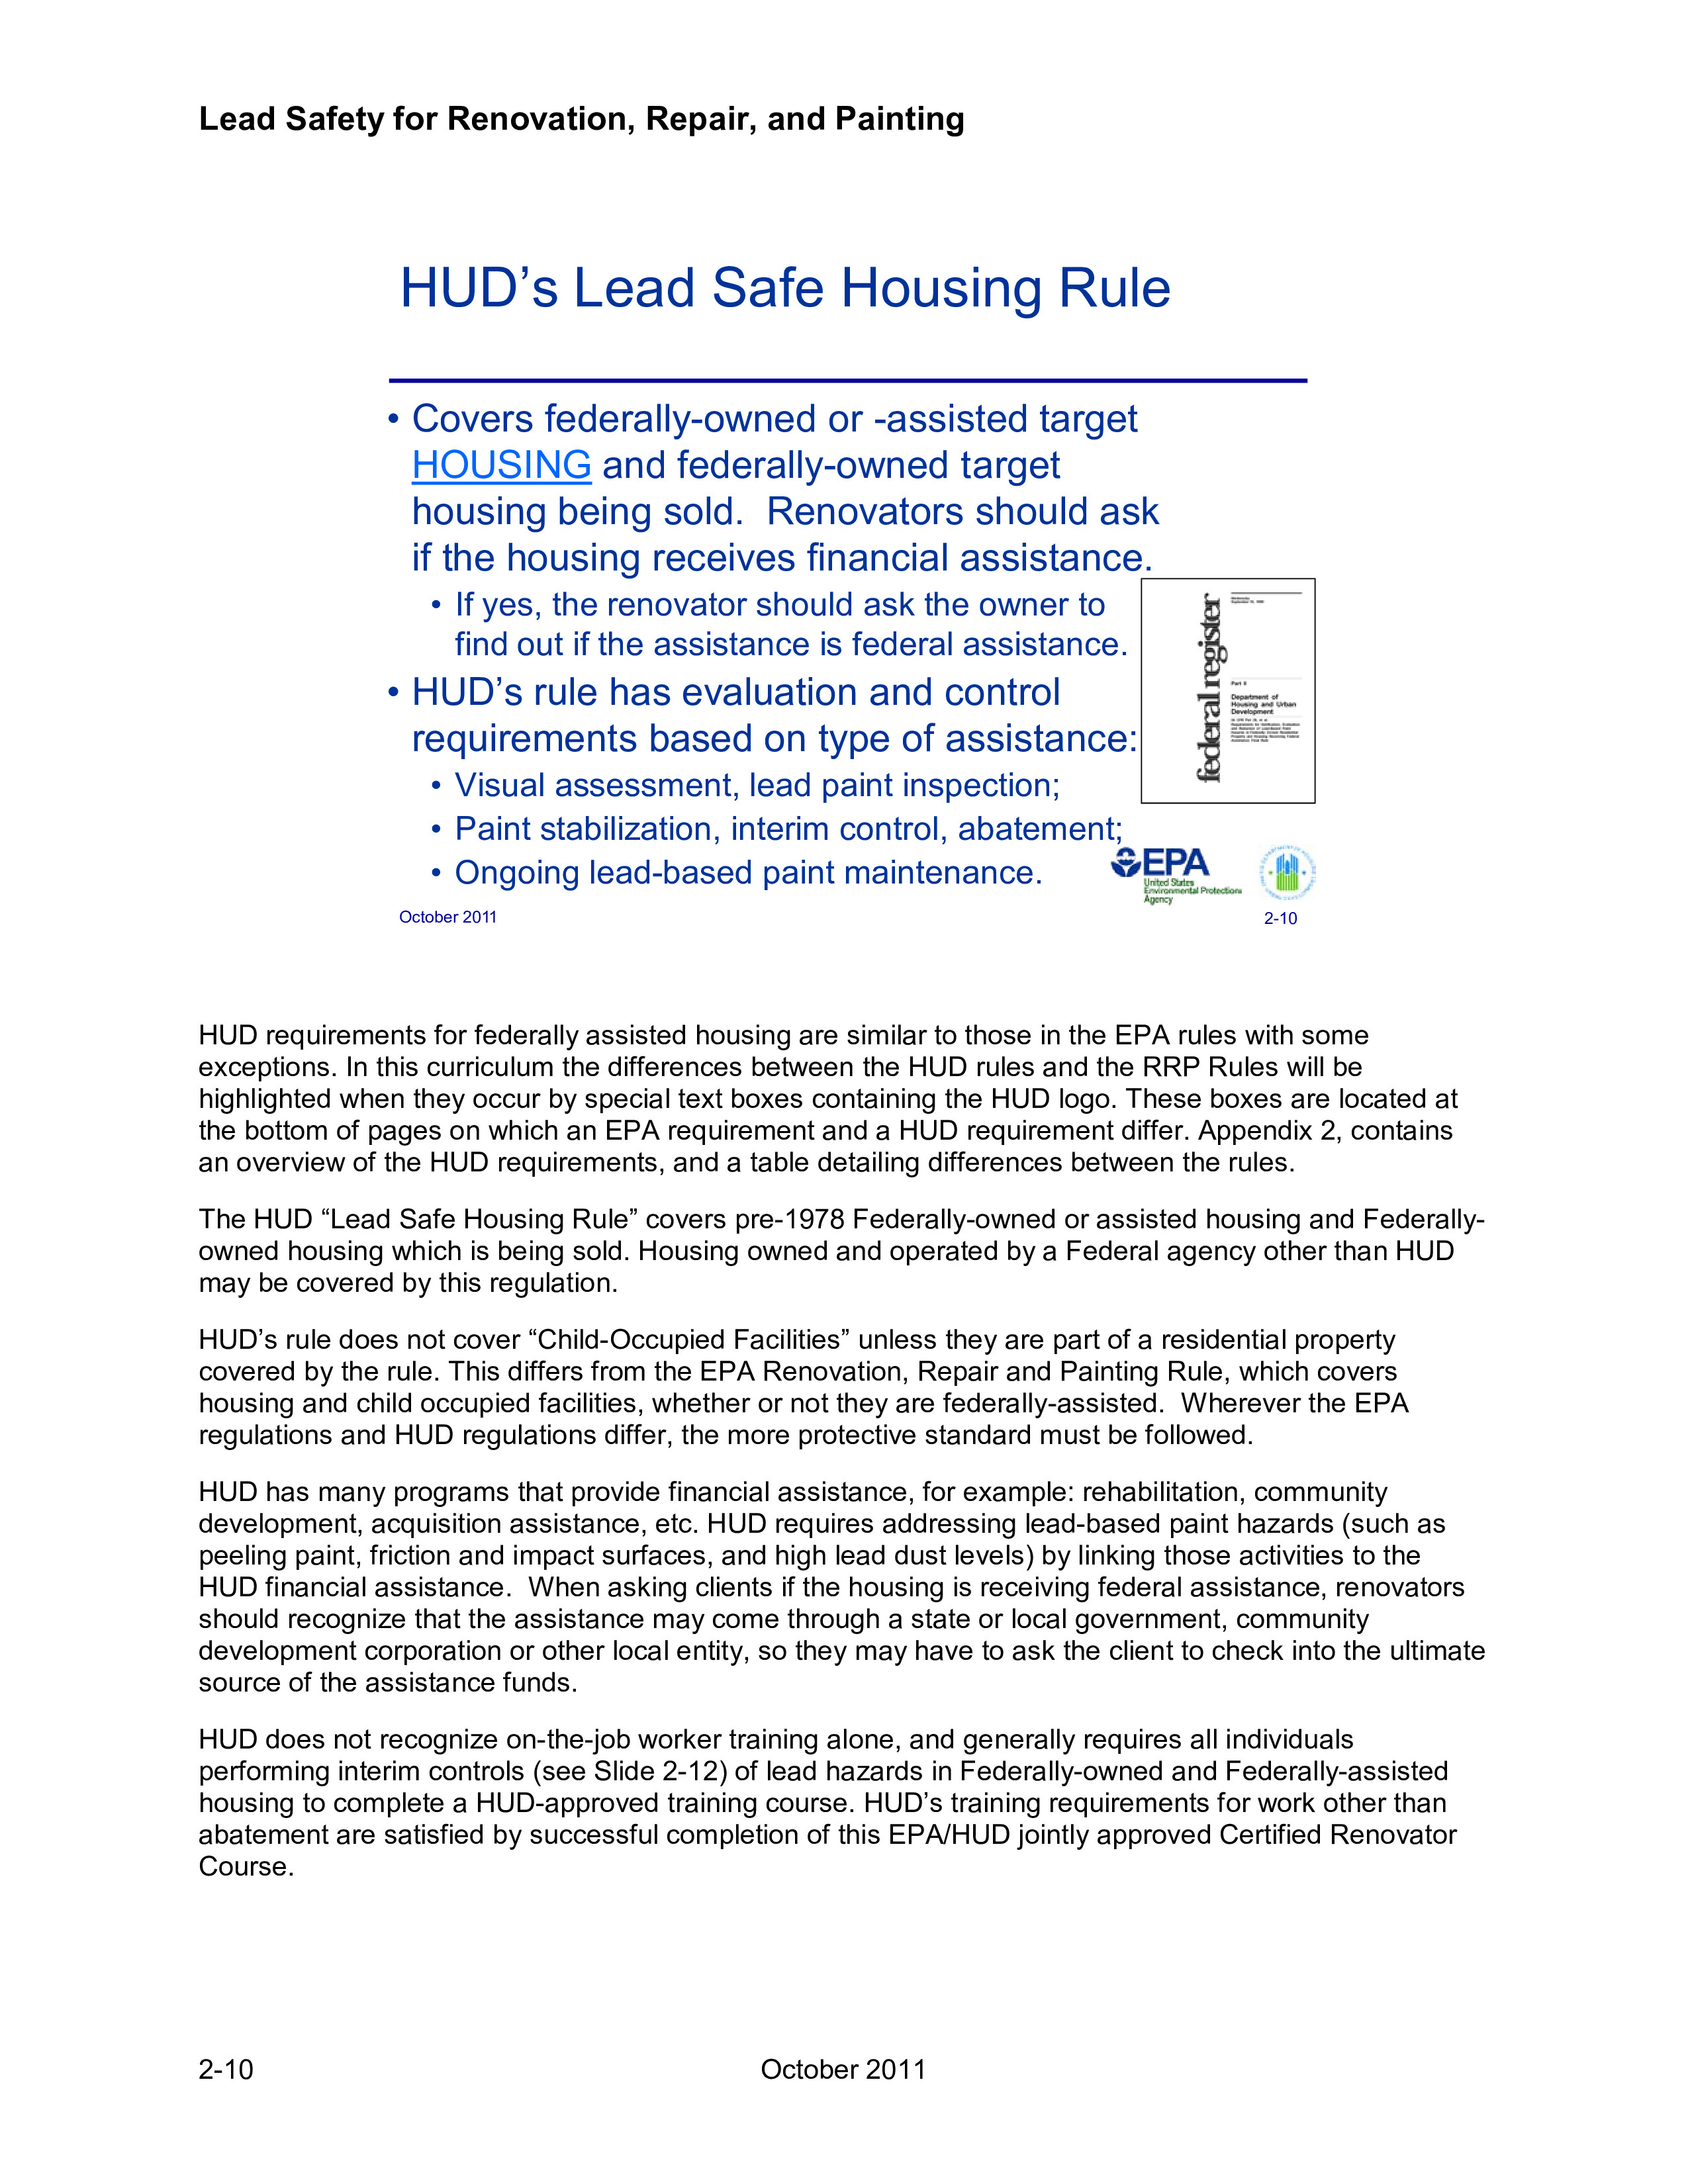 Lead Safety for Renovation, Repair, and Painting
HUD’s Lead Safe Housing Rule
• Covers federally-owned or -assisted target
HOUSING and federally-owned target
housing being sold.  Renovators should ask
if the housing receives financial assistance.
• If yes, the renovator should ask the owner to
find out if the assistance is federal assistance.
• HUD’s rule has evaluation and control
requirements based on type of assistance:
• Visual assessment, lead paint inspection;
• Paint stabilization, interim control, abatement;
• Ongoing lead-based paint maintenance.
federal register
Part II
Department of
Housing and Urban
Development
EPA
United States
Environmental Protection
Agency
October 2011
2-10
HUD requirements for federally assisted housing are similar to those in the EPA rules with some
exceptions. In this curriculum the differences between the HUD rules and the RRP Rules will be
highlighted when they occur by special text boxes containing the HUD logo. These boxes are located at
the bottom of pages on which an EPA requirement and a HUD requirement differ. Appendix 2, contains
an overview of the HUD requirements, and a table detailing differences between the rules.
The HUD “Lead Safe Housing Rule” covers pre-1978 Federally-owned or assisted housing and Federally-
owned housing which is being sold. Housing owned and operated by a Federal agency other than HUD
may be covered by this regulation.
HUD’s rule does not cover “Child-Occupied Facilities” unless they are part of a residential property
covered by the rule. This differs from the EPA Renovation, Repair and Painting Rule, which covers
housing and child occupied facilities, whether or not they are federally-assisted.  Wherever the EPA
regulations and HUD regulations differ, the more protective standard must be followed.
HUD has many programs that provide financial assistance, for example: rehabilitation, community
development, acquisition assistance, etc. HUD requires addressing lead-based paint hazards (such as
peeling paint, friction and impact surfaces, and high lead dust levels) by linking those activities to the
HUD financial assistance.  When asking clients if the housing is receiving federal assistance, renovators
should recognize that the assistance may come through a state or local government, community
development corporation or other local entity, so they may have to ask the client to check into the ultimate
source of the assistance funds.
HUD does not recognize on-the-job worker training alone, and generally requires all individuals
performing interim controls (see Slide 2-12) of lead hazards in Federally-owned and Federally-assisted
housing to complete a HUD-approved training course. HUD’s training requirements for work other than
abatement are satisfied by successful completion of this EPA/HUD jointly approved Certified Renovator
Course.
2-10
October 2011